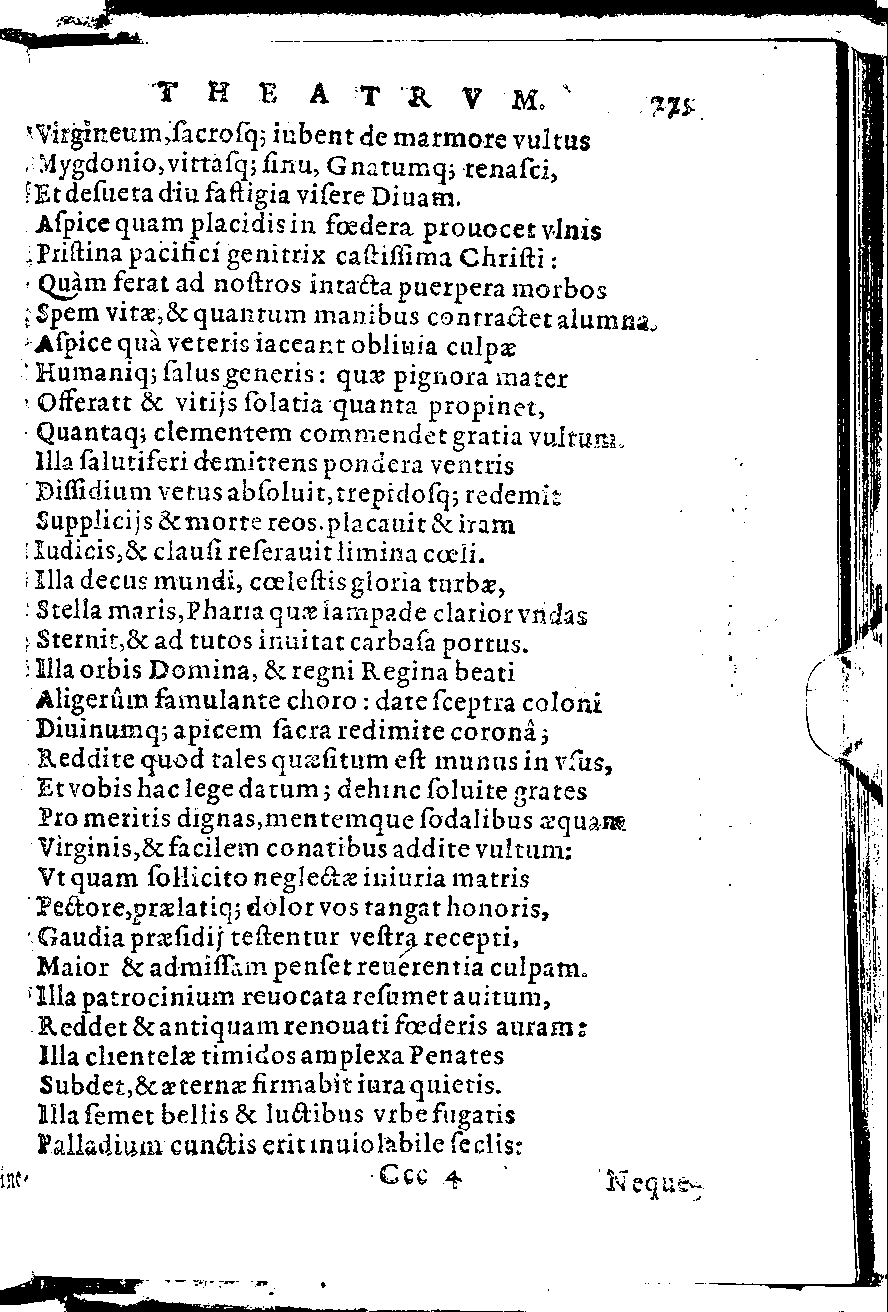 THEATRVM. 775
Virgineum, ſacroſq; iubent de marmore vultus
Mygdonio, vittaſq; ſinu, Gnatumq; renaſci,
Et deſueta diu faſtigia viſere Diuam.
Aſpice quam placidis in fœdera prouocet vlnis
Priſtina pacifici genitrix caſtiſſima Chriſti:
Quàm ferat ad noſtros intacta puerpera morbos
Spem vitæ, & quantum manibus contractet alumna.
Aſpice quà veteris iaceant obliuia culpæ
Humaniq; ſalus generis: quæ pignora mater
Offeratt & vitijs ſolatia quanta propinet,
Quantaq; clementem commendet gratia vultum.
Illa ſalutiferi demittens pondera ventris
Diſſidium vetus abſoluit, trepidoſq; redemit
Supplicijs & morte reos. placauit & iram
Iudicis, & clauſi reſerauit limina cœli.
Illa decus mundi, cœleſtis gloria turbæ,
Stella maris, Pharia quæ lampade clarior vndas
Sternit, & ad tutos inuitat carbaſa portus.
Illa orbis Domina, & regni Regina beati
Aligerûm famulante choro: date ſceptra coloni
Diuinumq; apicem ſacra redimite coronâ;
Reddite quod tales quæſitum eſt munus in vſus,
Et vobis hac lege datum; dehinc ſoluite grates
Pro meritis dignas, mentemque ſodalibus æquam
Virginis, & facilem conatibus addite vultum:
Vt quam ſollicito neglectæ iniuria matris
Pectore, prælatiq; dolor vos tangat honoris,
Gaudia præſidij teſtentur veſtra recepti,
Maior & admiſſam penſet reuerentia culpam.
Illa patrocinium reuocata reſumet auitum,
Reddet & antiquam renouati fœderis auram:
Illa clientelæ timidos amplexa Penates
Subdet, & æternæ firmabit iura quietis.
Illa ſemet bellis & luctibus vrbe fugatis
Palladium cunctis erit inuiolabile ſeclis:
Ccc 4 Neque